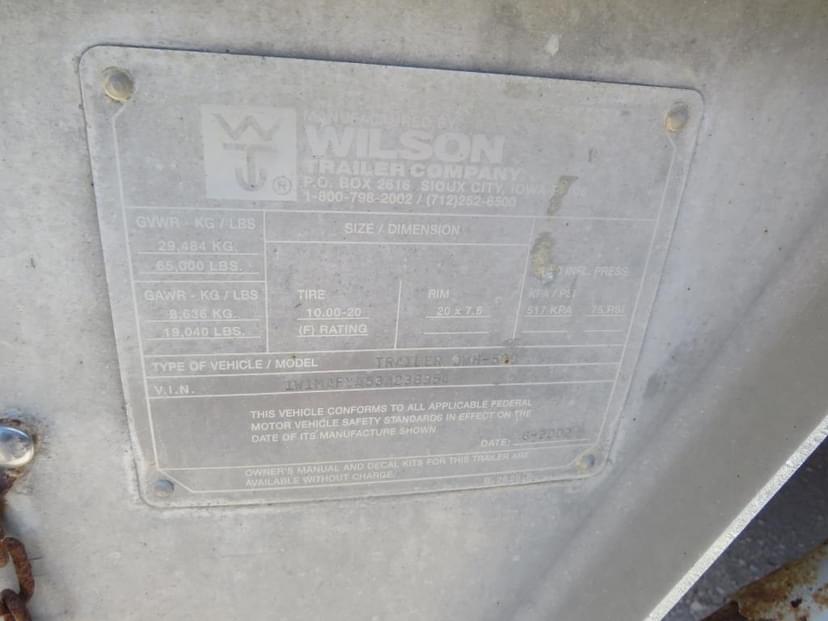 MANUFACTURED BY
WILSON
TRAILER COMPANY
P.O. BOX 2616 SIOUX CITY, IOWA
1-800-798-2002 / (712)252-6500
GVWR - KG / LBS
29,484 KG.
65,000 LBS.
SIZE / DIMENSION
GAWR - KG / LBS
8,636 KG.
19,040 LBS.
TIRE
10.00-20
(F) RATING
RIM
20 x 7.5
INFL. PRESS.
KPA / PSI
517 KPA 75 PSI
TYPE OF VEHICLE / MODEL TRAILER
V.I.N.
THIS VEHICLE CONFORMS TO ALL APPLICABLE FEDERAL
MOTOR VEHICLE SAFETY STANDARDS IN EFFECT ON THE
DATE OF ITS MANUFACTURE SHOWN.
DATE: 6-2002
OWNER'S MANUAL AND DECAL KITS FOR THIS TRAILER ARE
AVAILABLE WITHOUT CHARGE.